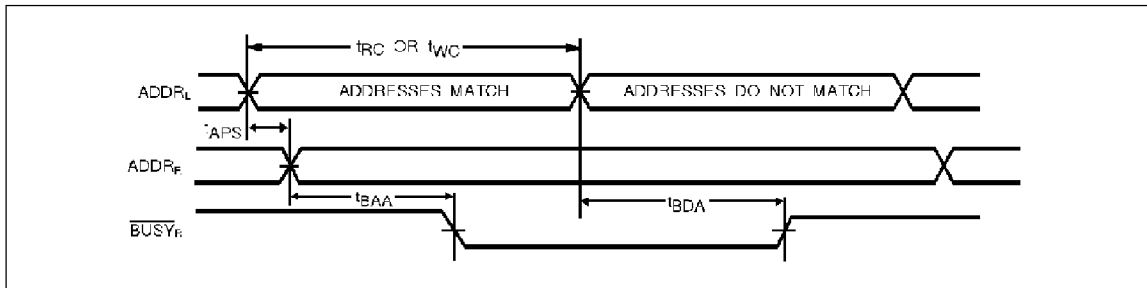 tRC OR tWC
ADDRL
ADDRESSES MATCH
ADDRESSES DO NOT MATCH
tAPS
ADDRR
tBAA
tBDA
BUSYR